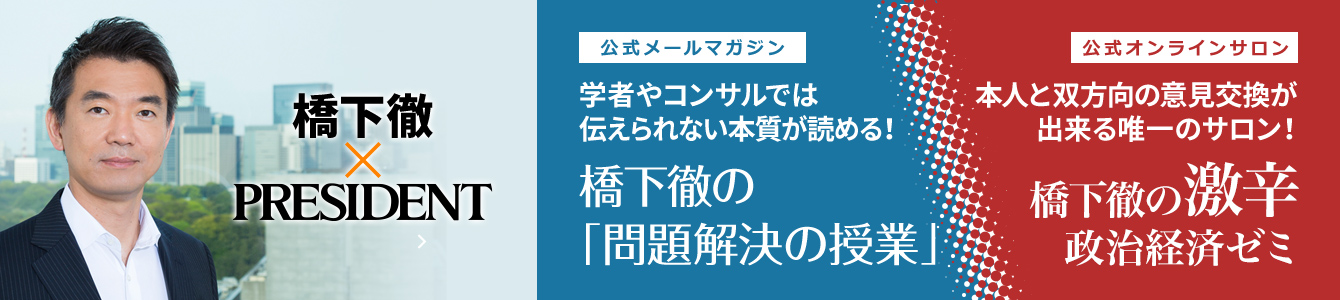 橋下徹
×
PRESIDENT
公式メールマガジン
学者やコンサルでは
伝えられない本質が読める！
橋下徹の
「問題解決の授業」
公式オンラインサロン
本人と双方向の意見交換が
出来る唯一のサロン！
橋下徹の激辛
政治経済ゼミ